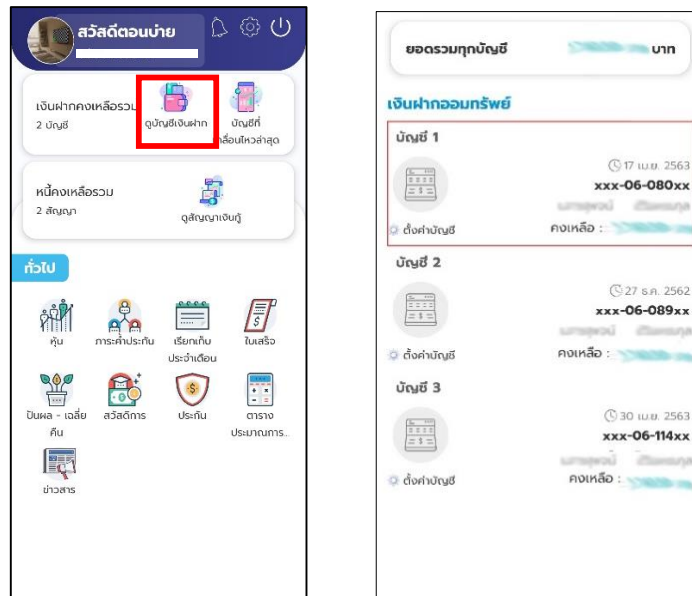 สวัสดีตอนบ่าย
เงินฝากคงเหลือรวม
2 บัญชี
ดูบัญชีเงินฝาก
บัญชีที่
เคลื่อนไหวล่าสุด
หนี้คงเหลือรวม
2 สัญญา
ดูสัญญาเงินกู้
ทั่วไป
หุ้น
ภาระค้ำประกัน
เรียกเก็บ
ประจำเดือน
ใบเสร็จ
ปันผล - เฉลี่ย
คืน
สวัสดิการ
ประกัน
ตาราง
ประมาณการ..
ข่าวสาร
ยอดรวมทุกบัญชี
บาท
เงินฝากออมทรัพย์
บัญชี 1
17 เม.ย. 2563
xxx-06-080xx
ตั้งค่าบัญชี
คงเหลือ :
บัญชี 2
27 ธ.ค. 2562
xxx-06-089xx
ตั้งค่าบัญชี
คงเหลือ :
บัญชี 3
30 เม.ย. 2563
xxx-06-114xx
ตั้งค่าบัญชี
คงเหลือ :